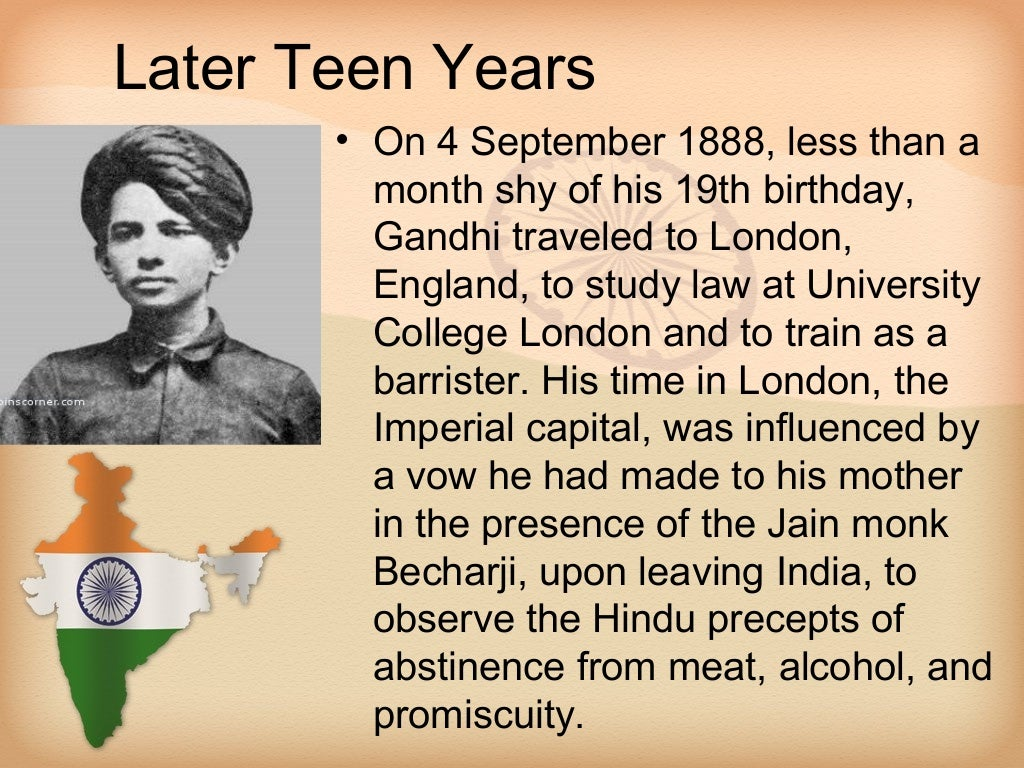 Later Teen Years
• On 4 September 1888, less than a
month shy of his 19th birthday,
Gandhi traveled to London,
England, to study law at University
College London and to train as a
barrister. His time in London, the
Imperial capital, was influenced by
a vow he had made to his mother
in the presence of the Jain monk
Becharji, upon leaving India, to
observe the Hindu precepts of
abstinence from meat, alcohol, and
promiscuity.